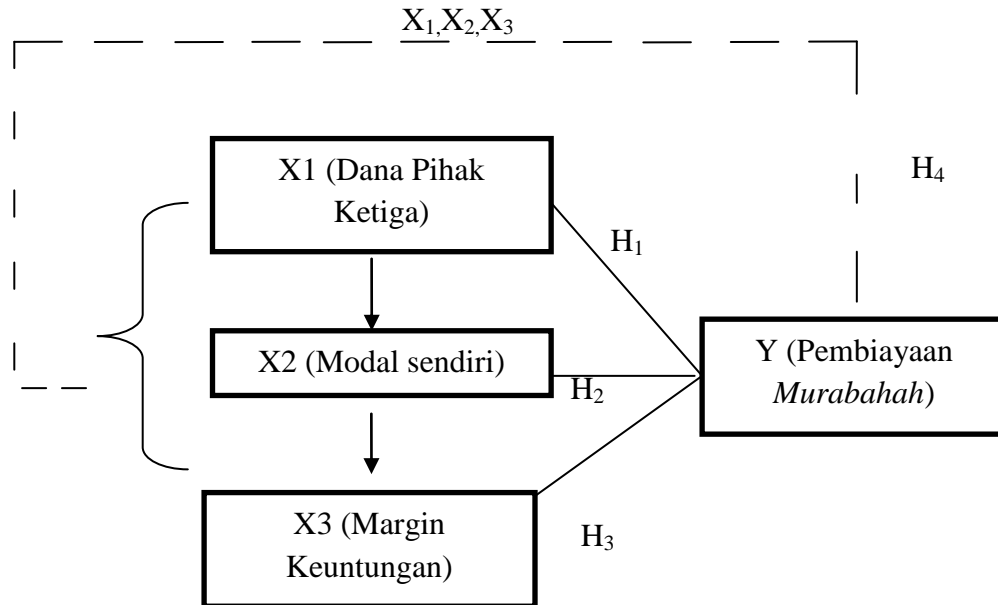 X₁,X₂,X₃
X1 (Dana Pihak
Ketiga)
H₄
H₁
X2 (Modal sendiri)
H₂
Y (Pembiayaan
Murabahah)
X3 (Margin
Keuntungan)
H₃